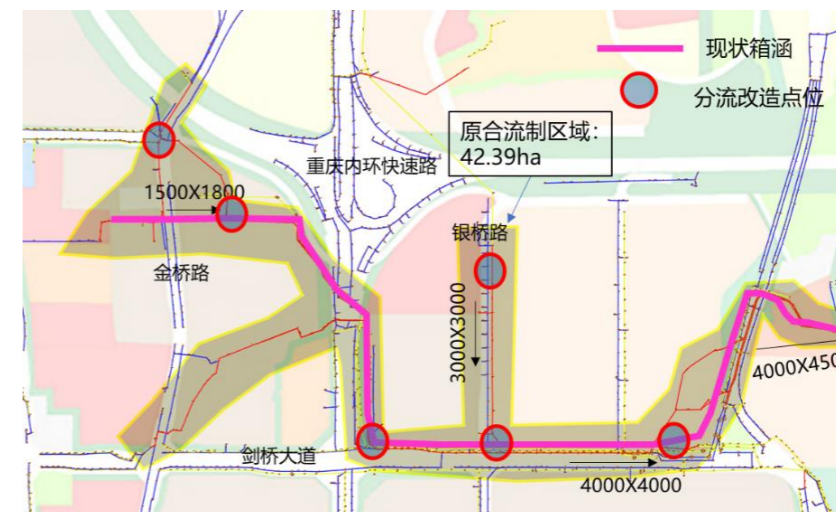 现状箱涵
分流改造点位
原合流制区域：
42.39ha
重庆内环快速路
1500X1800
银桥路
金桥路
3000X3000
4000X450
剑桥大道
4000X4000